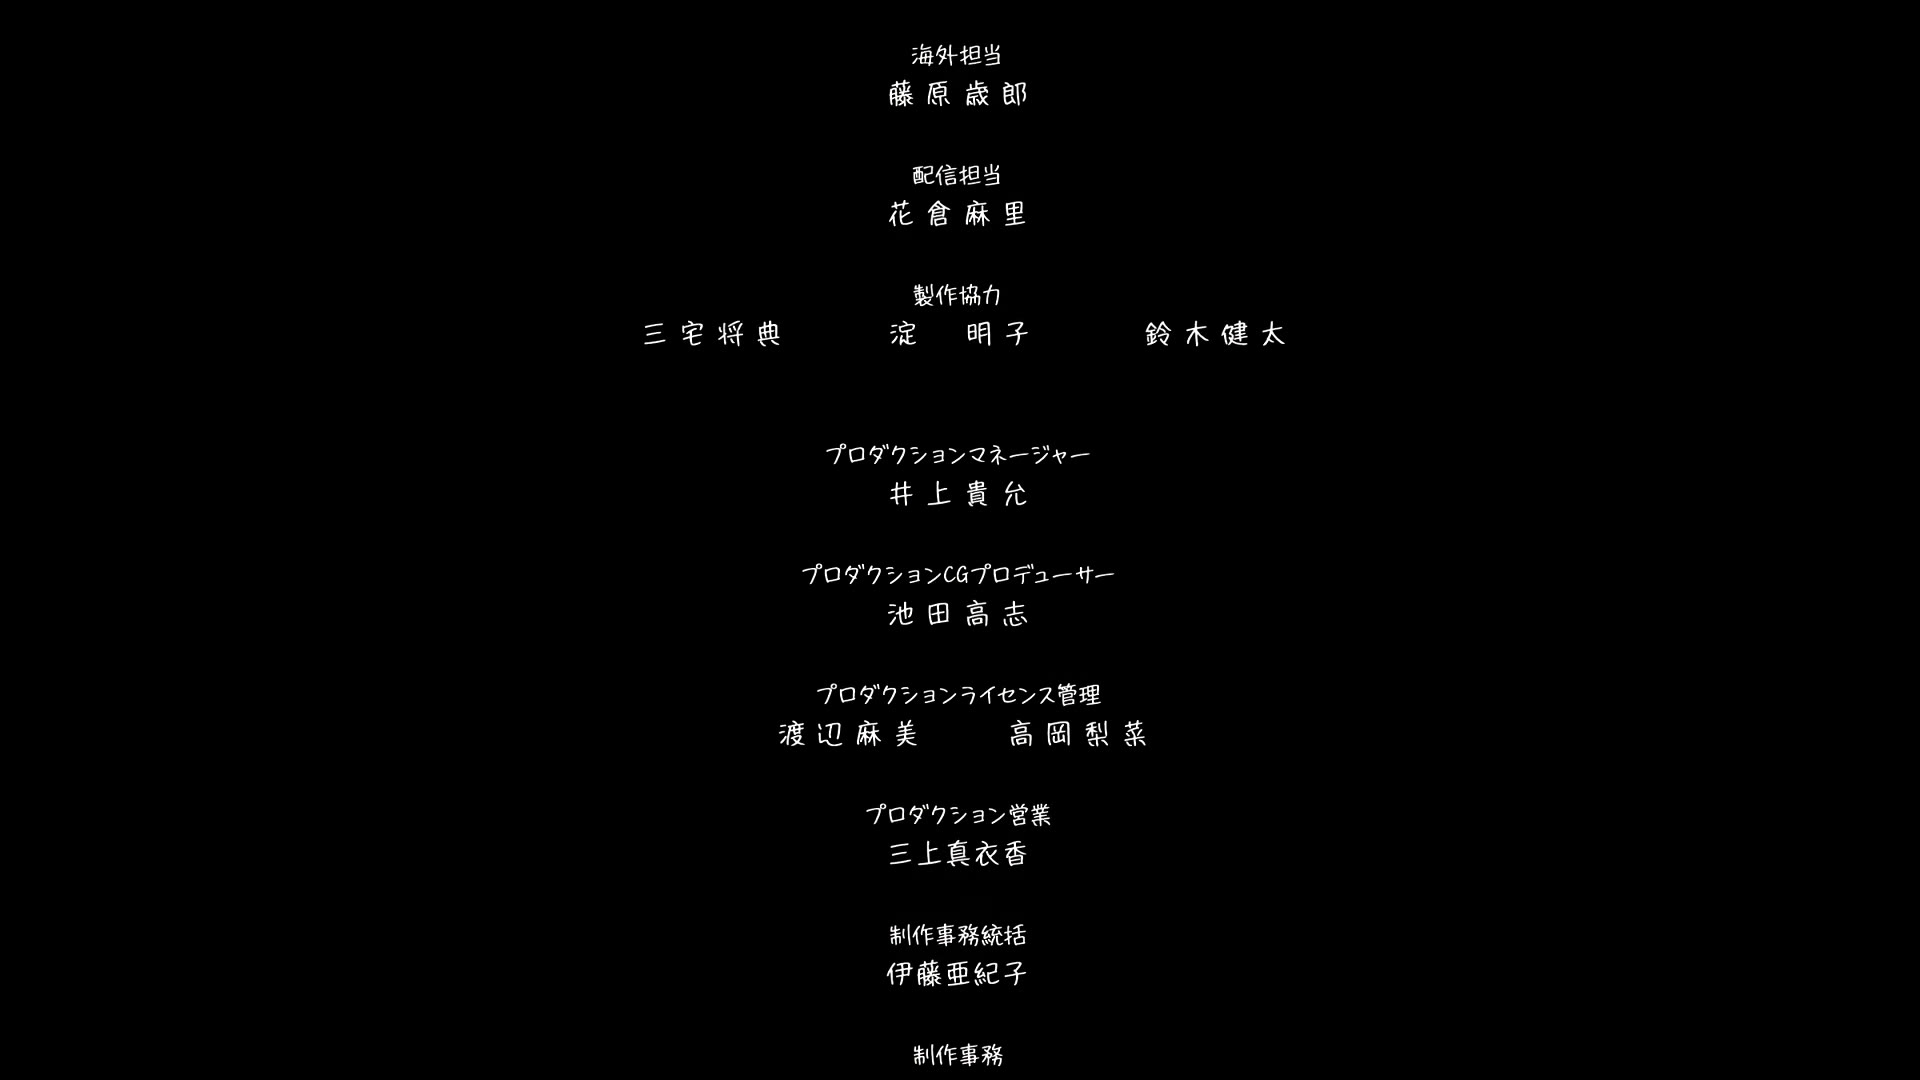 海外担当
藤原歳郎
配信担当
花倉麻里
製作協力
三宅将典 淀 明子 鈴木健太
プロダクションマネージャー
井上貴允
プロダクションCGプロデューサー
池田高志
プロダクションライセンス管理
渡辺麻美 高岡梨菜
プロダクション営業
三上真衣香
制作事務統括
伊藤亜紀子
制作事務